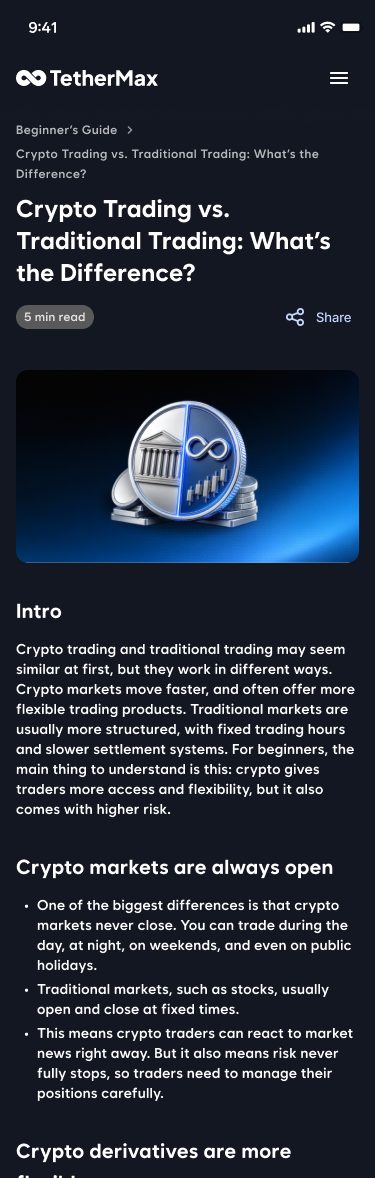 9:41
TetherMax
Beginner's Guide
Crypto Trading vs. Traditional Trading: What's the
Difference?
Crypto Trading vs.
Traditional Trading: What's
the Difference?
5 min read
Share
Intro
Crypto trading and traditional trading may seem
similar at first, but they work in different ways.
Crypto markets move faster, and often offer more
flexible trading products. Traditional markets are
usually more structured, with fixed trading hours
and slower settlement systems. For beginners, the
main thing to understand is this: crypto gives
traders more access and flexibility, but it also
comes with higher risk.
Crypto markets are always open
• One of the biggest differences is that crypto
markets never close. You can trade during the
day, at night, on weekends, and even on public
holidays.
• Traditional markets, such as stocks, usually
open and close at fixed times.
• This means crypto traders can react to market
news right away. But it also means risk never
fully stops, so traders need to manage their
positions carefully.
Crypto derivatives are more